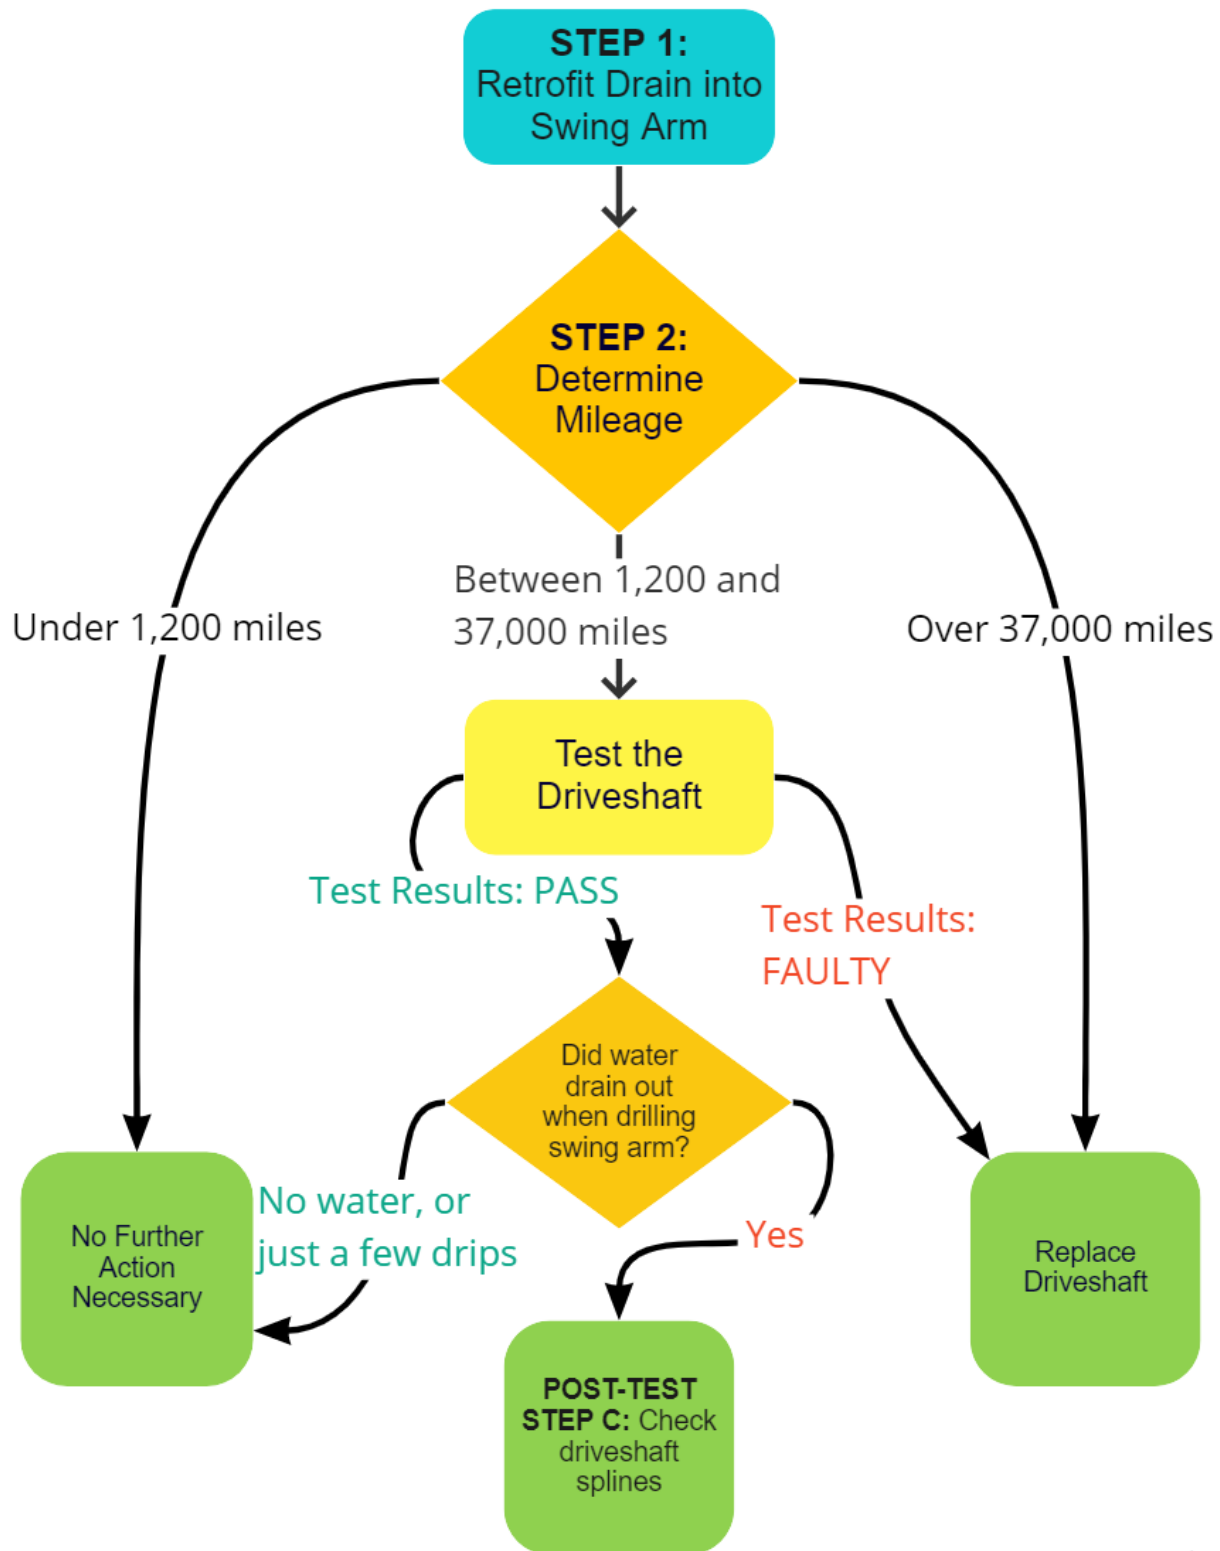 STEP 1:
Retrofit Drain into
Swing Arm
STEP 2:
Determine
Mileage
Between 1,200 and
37,000 miles
Under 1,200 miles
Over 37,000 miles
Test the
Driveshaft
Test Results: PASS
Test Results:
FAULTY
Did water
drain out
when drilling
swing arm?
No water, or
just a few drips
Yes
No Further
Action
Necessary
Replace
Driveshaft
POST-TEST
STEP C: Check
driveshaft
splines